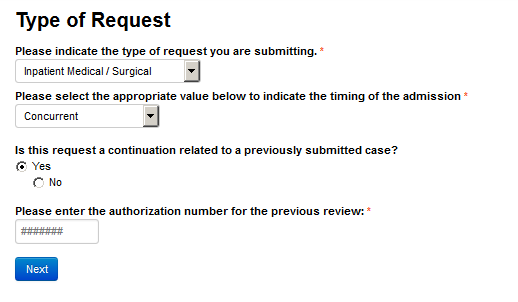 Type of Request
Please indicate the type of request you are submitting. *
Inpatient Medical / Surgical
Please select the appropriate value below to indicate the timing of the admission *
Concurrent
Is this request a continuation related to a previously submitted case?
Yes
No
Please enter the authorization number for the previous review: *
#######
Next